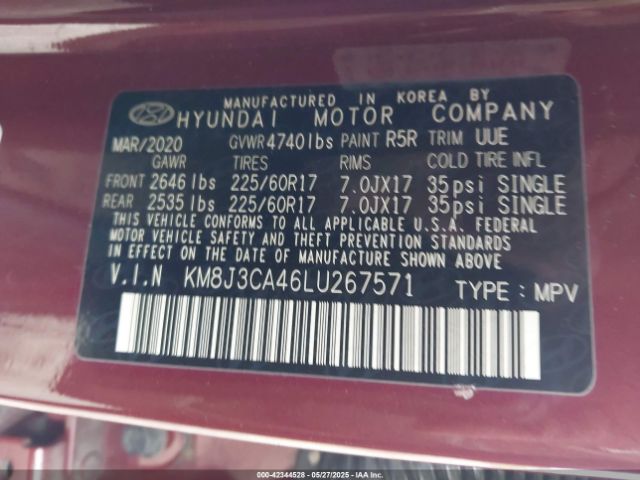 MANUFACTURED IN KOREA BY
HYUNDAI MOTOR COMPANY
MAR/2020 GVWR 4740 lbs PAINT R5R TRIM UUE
GAWR TIRES RIMS COLD TIRE INFL
FRONT 2646 lbs 225/60R17 7.0JX17 35psi SINGLE
REAR 2535 lbs 225/60R17 7.0JX17 35psi SINGLE
THIS VEHICLE CONFORMS TO ALL APPLICABLE U.S.A. FEDERAL
MOTOR VEHICLE SAFETY AND THEFT PREVENTION STANDARDS
IN EFFECT ON THE DATE OF MANUFACTURE SHOWN ABOVE
V.I.N KM8J3CA46LU267571 TYPE : MPV
000-42344528 - 05/27/2025 - IAA Inc.